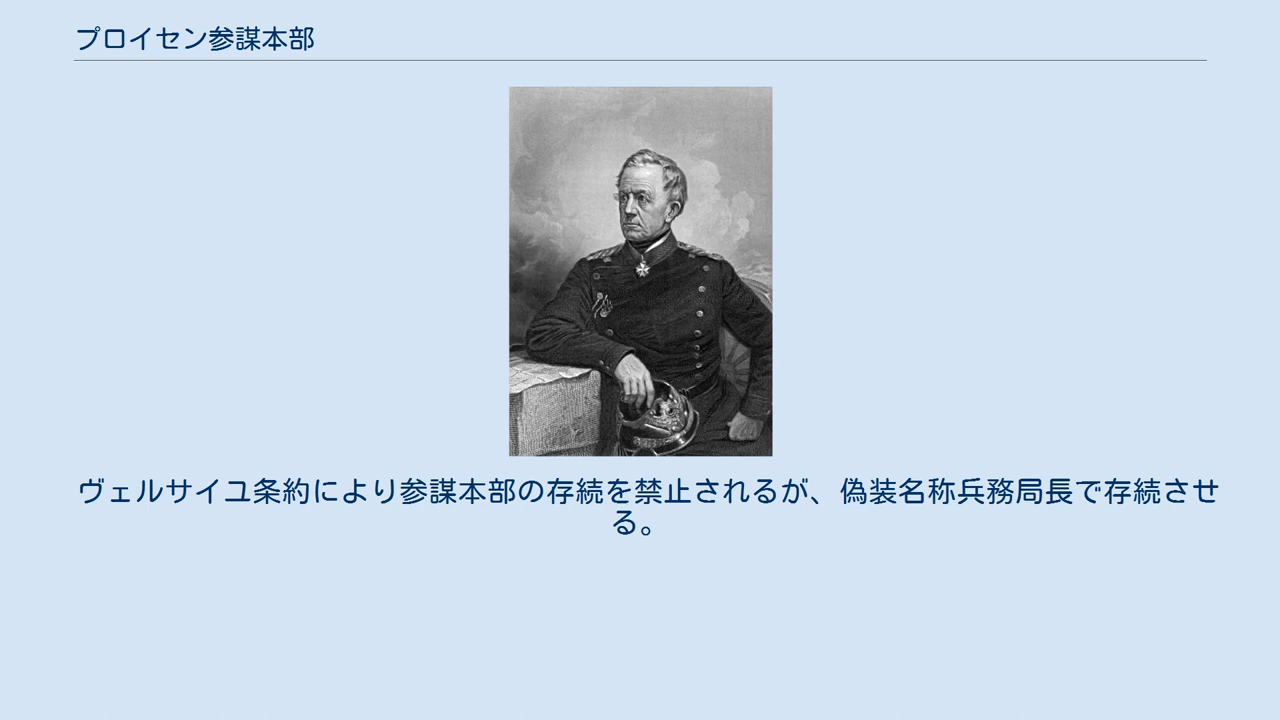 プロイセン参謀本部
ヴェルサイユ条約により参謀本部の存続を禁止されるが、偽装名称兵務局長で存続させ
る。